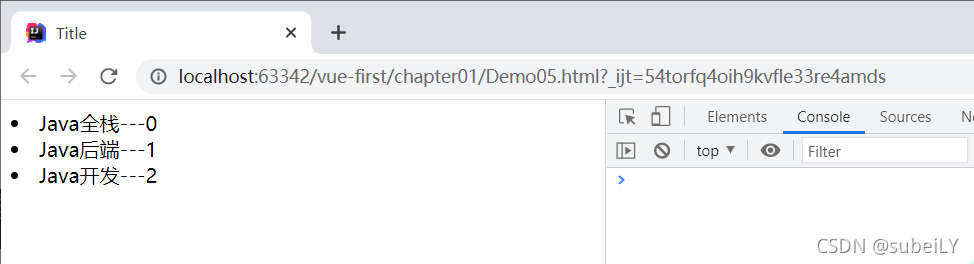 Title
localhost:63342/vue-first/chapter01/Demo05.html?_ijt=54torfq4oih9kvfle33re4amds
Java全栈---0
Java后端---1
Java开发---2
Elements Console Sources
top Filter
CSDN @subeiLY